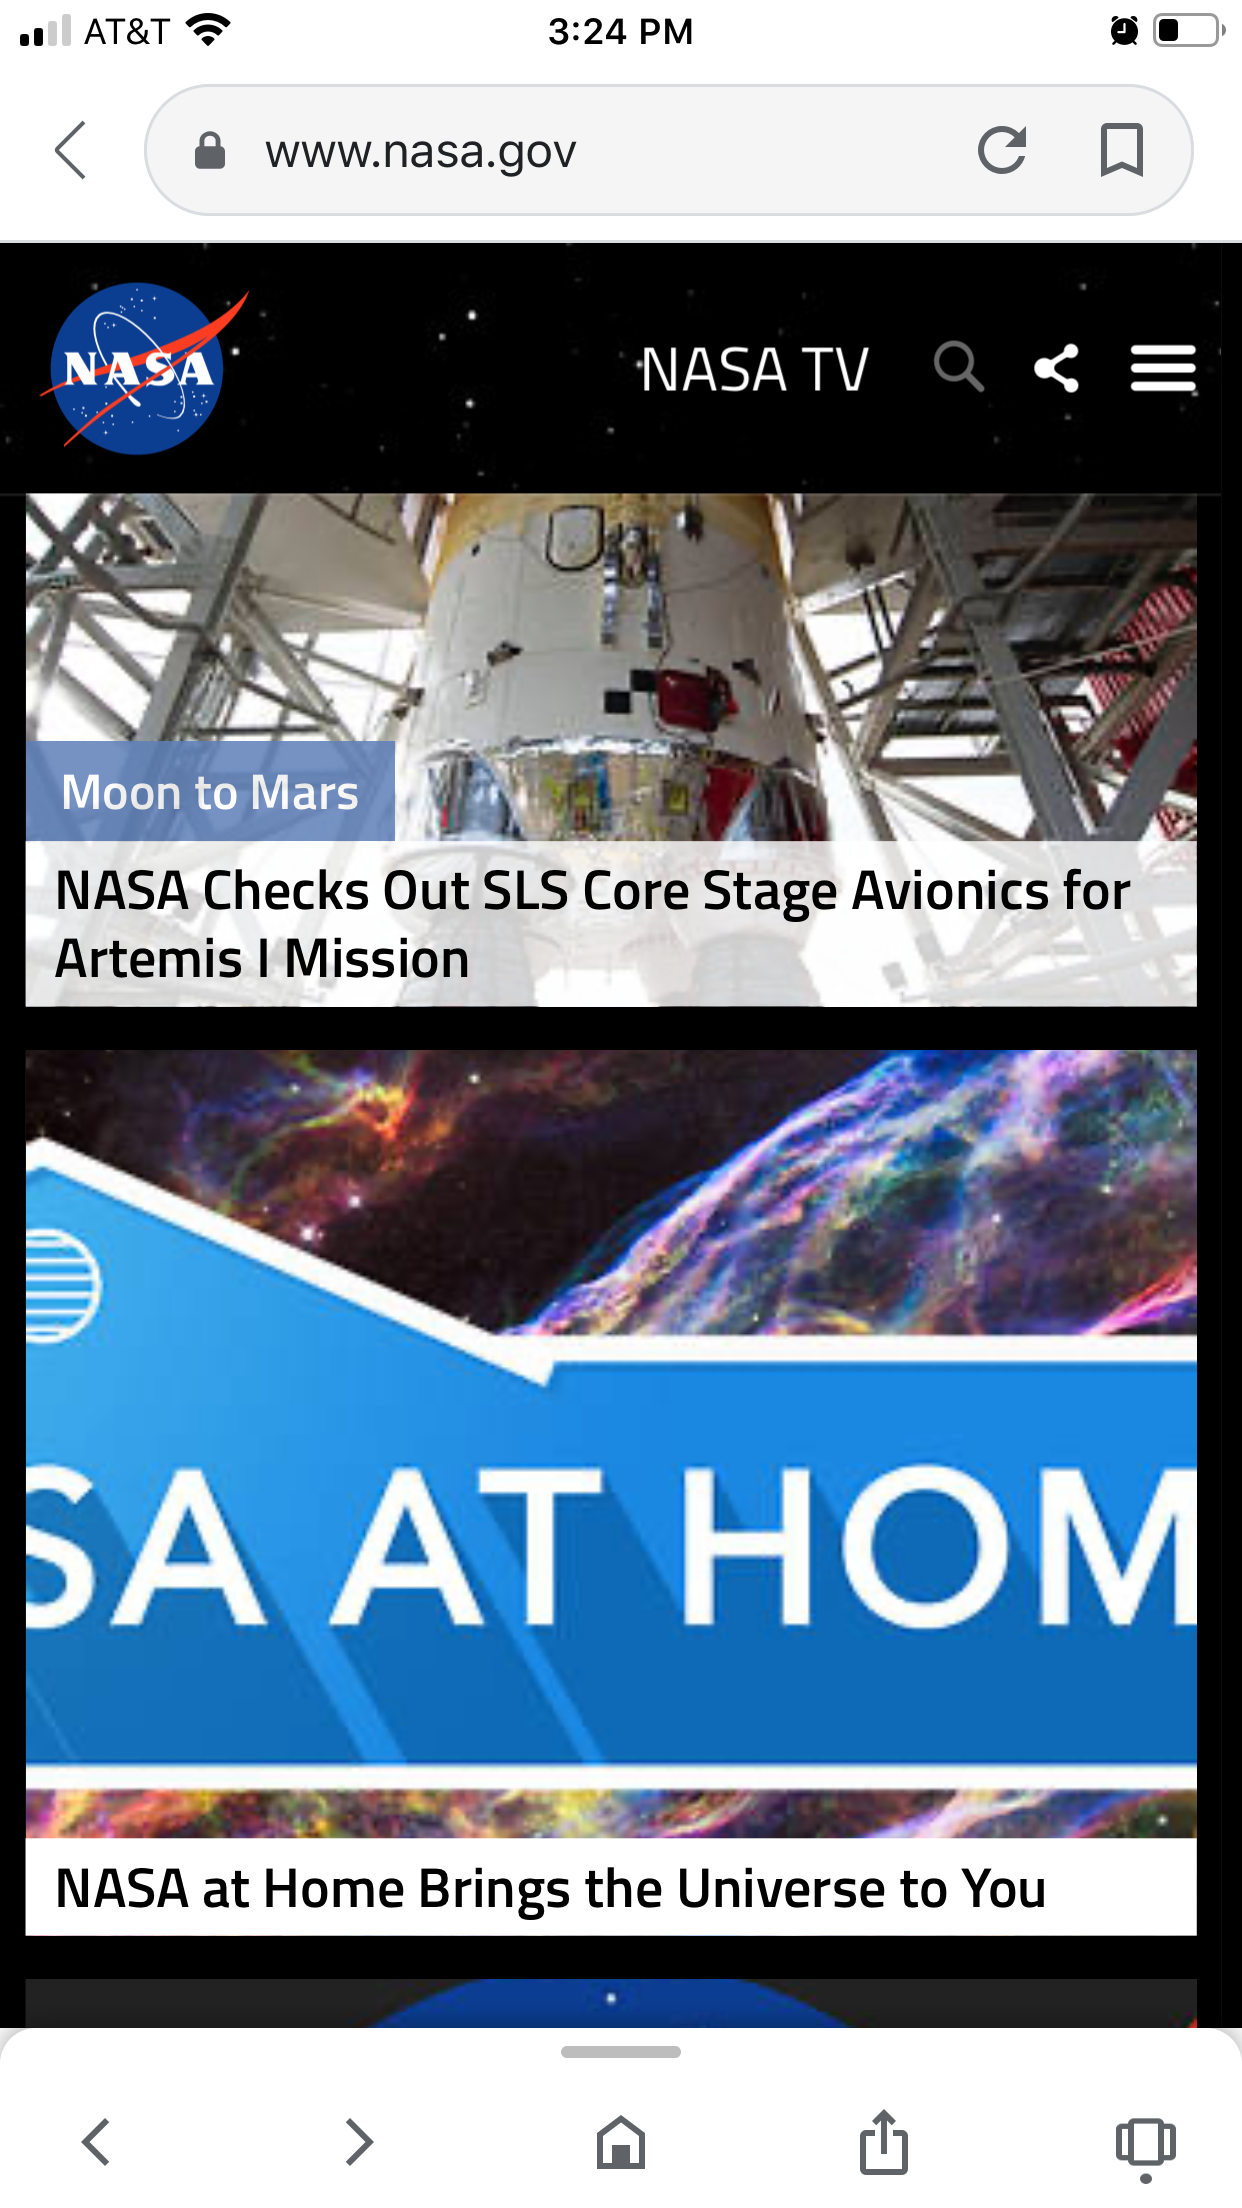 AT&T
3:24 PM
www.nasa.gov
NASA
NASA TV
Moon to Mars
NASA Checks Out SLS Core Stage Avionics for
Artemis I Mission
SA AT HOM
NASA at Home Brings the Universe to You